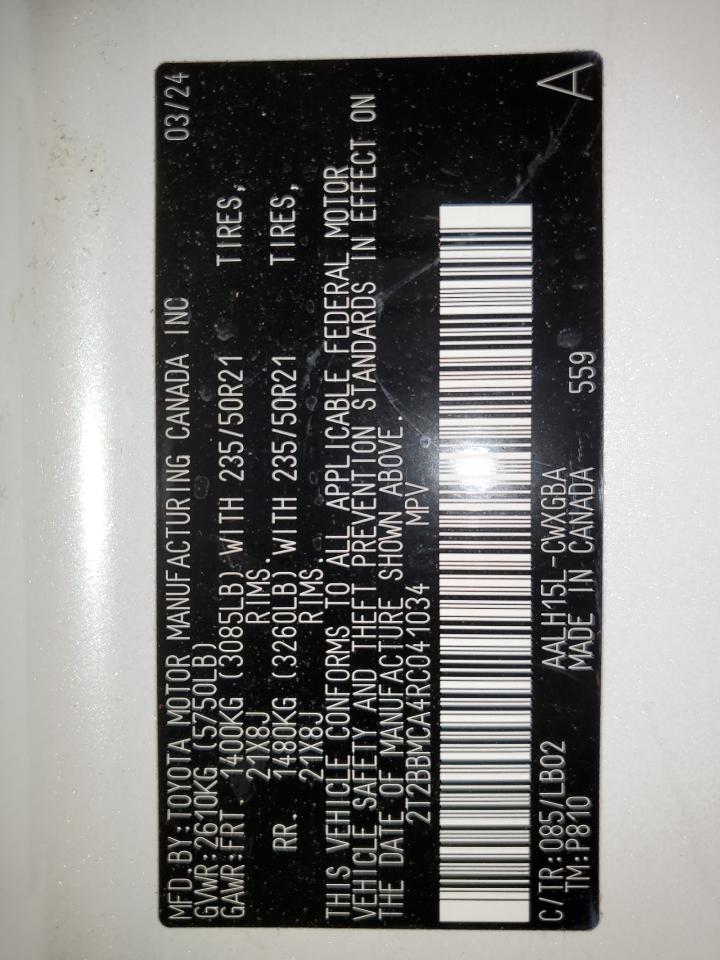 MFD.BY:TOYOTA MOTOR MANUFACTURING CANADA INC 03/24
GVWR:2610KG (5750LB)
GAWR:FRT 1400KG (3085LB) WITH 235/50R21 TIRES,
21X8J RIMS.
RR. 1480KG (3260LB) WITH 235/50R21 TIRES,
21X8J RIMS.
THIS VEHICLE CONFORMS TO ALL APPLICABLE FEDERAL MOTOR
VEHICLE SAFETY AND THEFT PREVENTION STANDARDS IN EFFECT ON
THE DATE OF MANUFACTURE SHOWN ABOVE.
2T2BBMCA4RC041034 MPV
C/TR:085/LB02 AALH15L-CWXGBA A
TM:P810 MADE IN CANADA 559